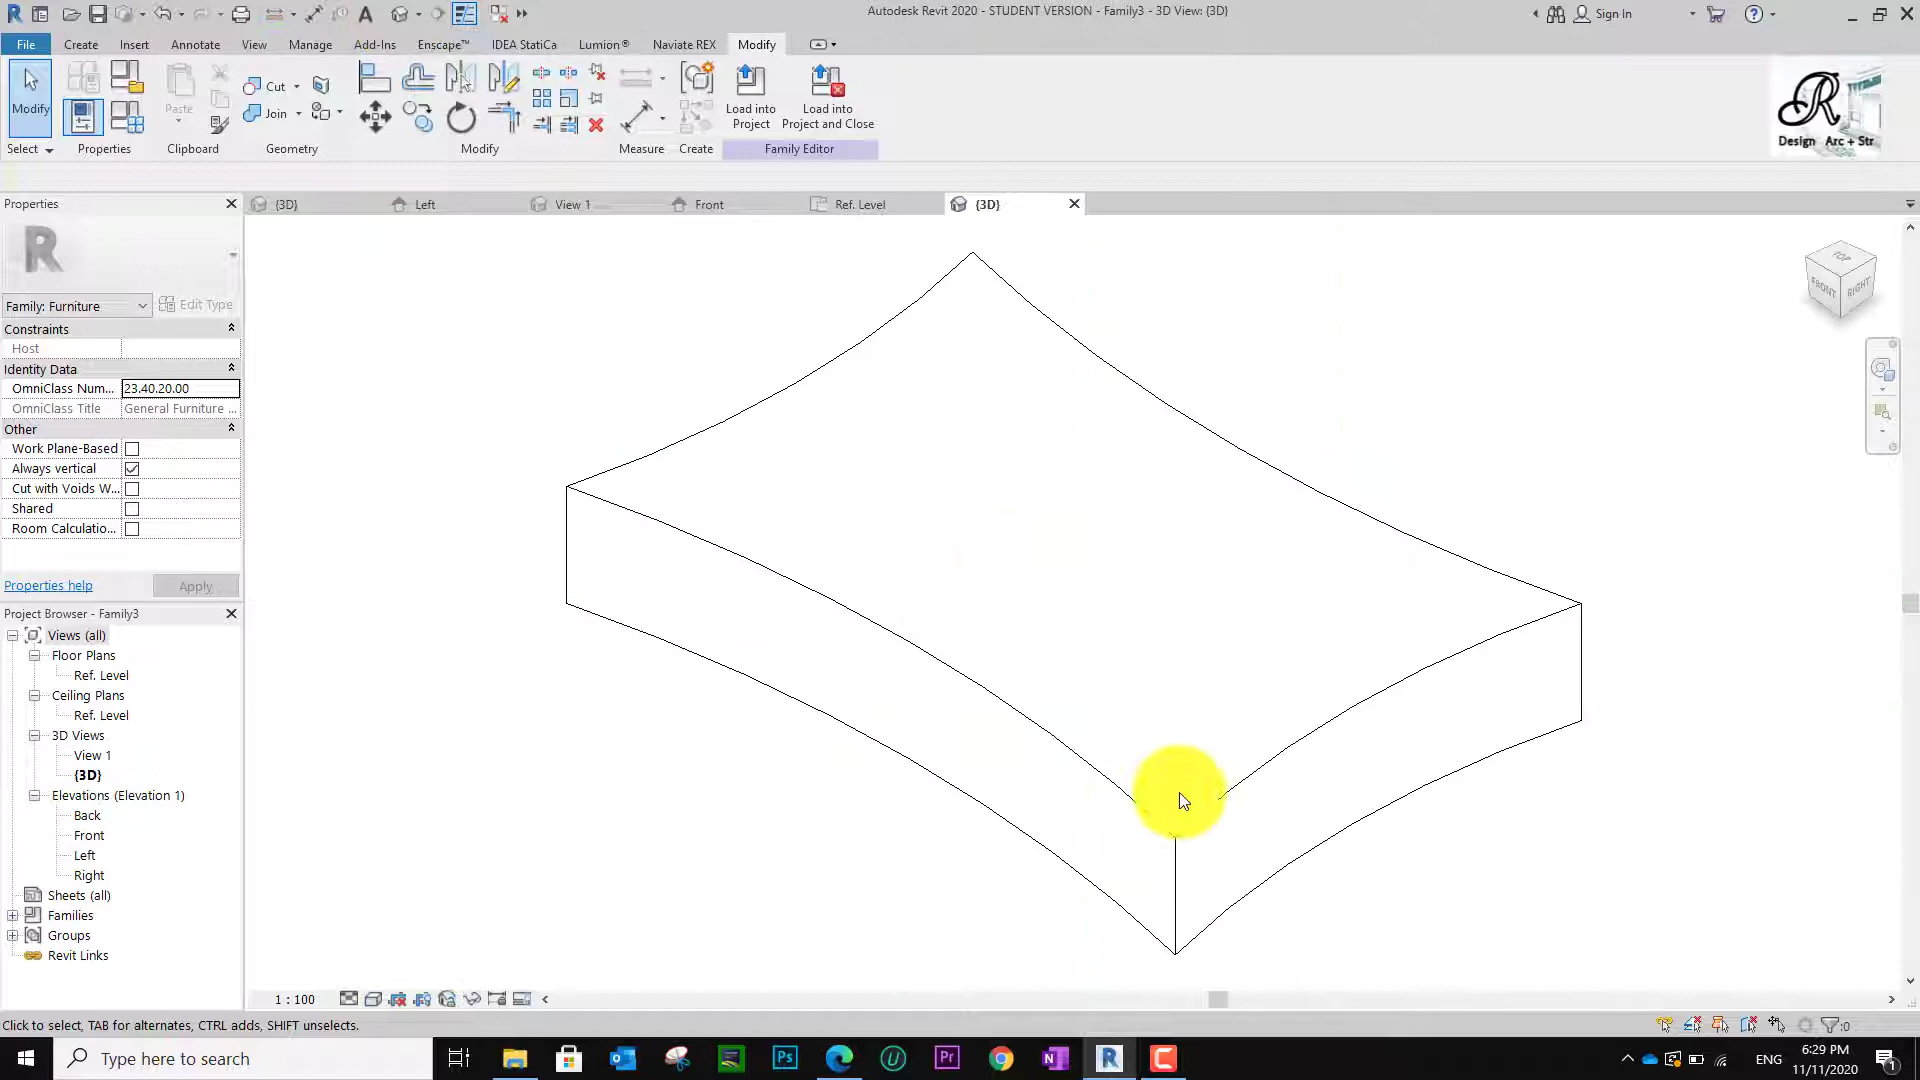 Autodesk Revit 2020 - STUDENT VERSION - Family3 - 3D View: {3D}
Sign In
File Create Insert Annotate View Manage Add-Ins Enscape™ IDEA StatiCa Lumion® Naviate REX Modify
Modify
Paste
Cut
Join
Load into Project
Load into Project and Close
Select Properties Clipboard Geometry Modify Measure Create Family Editor
R
Design Arc + Str
Properties
{3D} Left View 1 Front Ref. Level {3D}
Family: Furniture
Edit Type
Constraints
Host
Identity Data
OmniClass Num... 23.40.20.00
OmniClass Title General Furniture ...
Other
Work Plane-Based
Always vertical
Cut with Voids W...
Shared
Room Calculatio...
Properties help
Apply
TOP
FRONT
RIGHT
Project Browser - Family3
Views (all)
Floor Plans
Ref. Level
Ceiling Plans
Ref. Level
3D Views
View 1
{3D}
Elevations (Elevation 1)
Back
Front
Left
Right
Sheets (all)
Families
Groups
Revit Links
1 : 100
Click to select, TAB for alternates, CTRL adds, SHIFT unselects.
:0
Type here to search
ENG
6:29 PM
11/11/2020
1